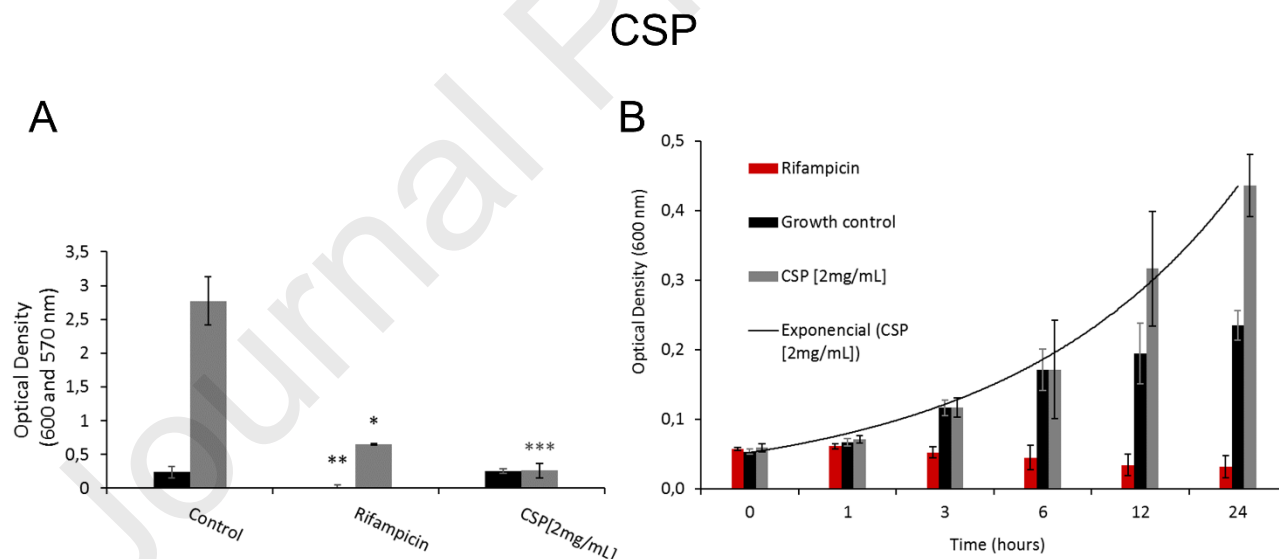 CSP
A
Optical Density
(600 and 570 nm)
3,5
3
2,5
2
1,5
1
0,5
0
**
*
***
Control
Rifampicin
CSP[2mg/mL]
B
Optical Density (600 nm)
0,5
0,4
0,3
0,2
0,1
0,0
Rifampicin
Growth control
CSP [2mg/mL]
Exponencial (CSP
[2mg/mL])
0
1
3
6
12
24
Time (hours)
Journal